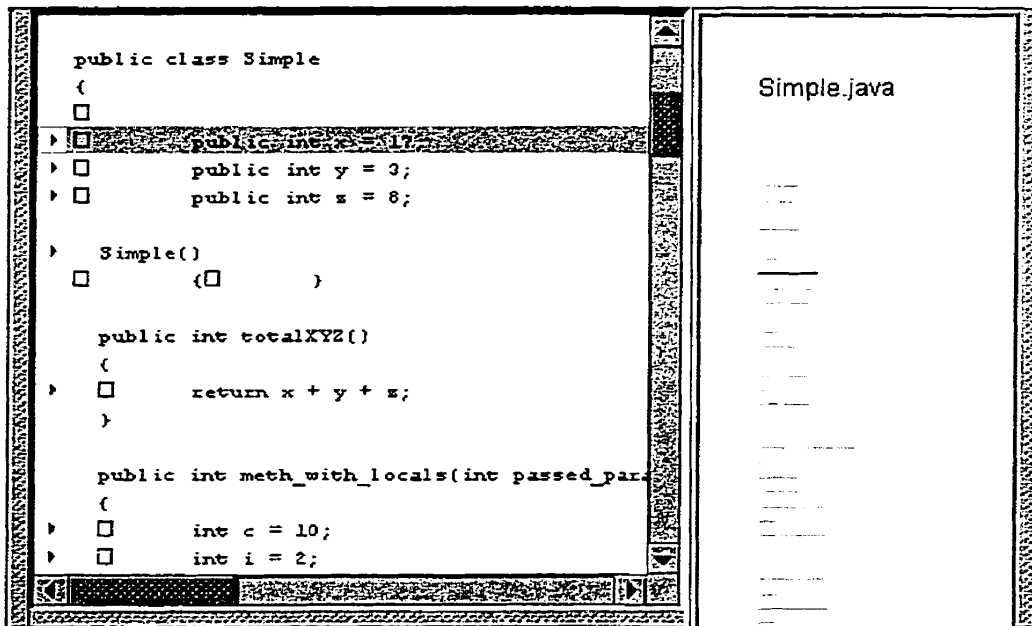 public class Simple
{
public int x =
public int y = 3;
public int z = 8;
Simple()
{ }
public int totalXYZ()
{
return x + y + z;
}
public int meth_with_locals(int passed_para
{
int c = 10;
int i = 2;
Simple.java